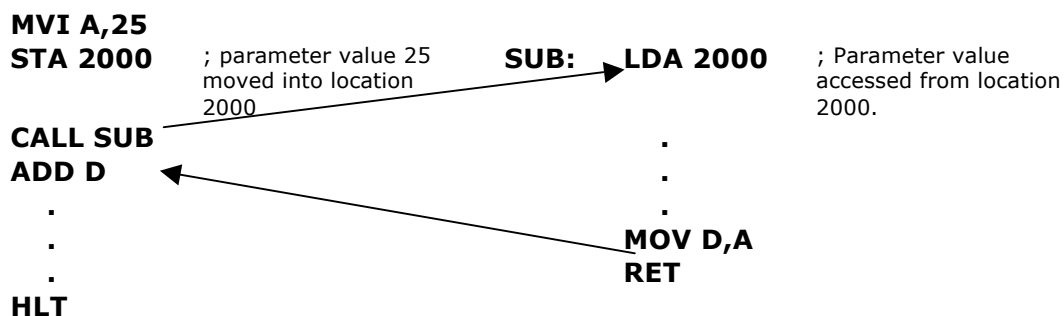 MVI A,25
STA 2000 ; parameter value 25
moved into location
2000
CALL SUB
ADD D
.
.
.
HLT
SUB: LDA 2000 ; Parameter value
accessed from location
2000.
.
.
.
MOV D,A
RET